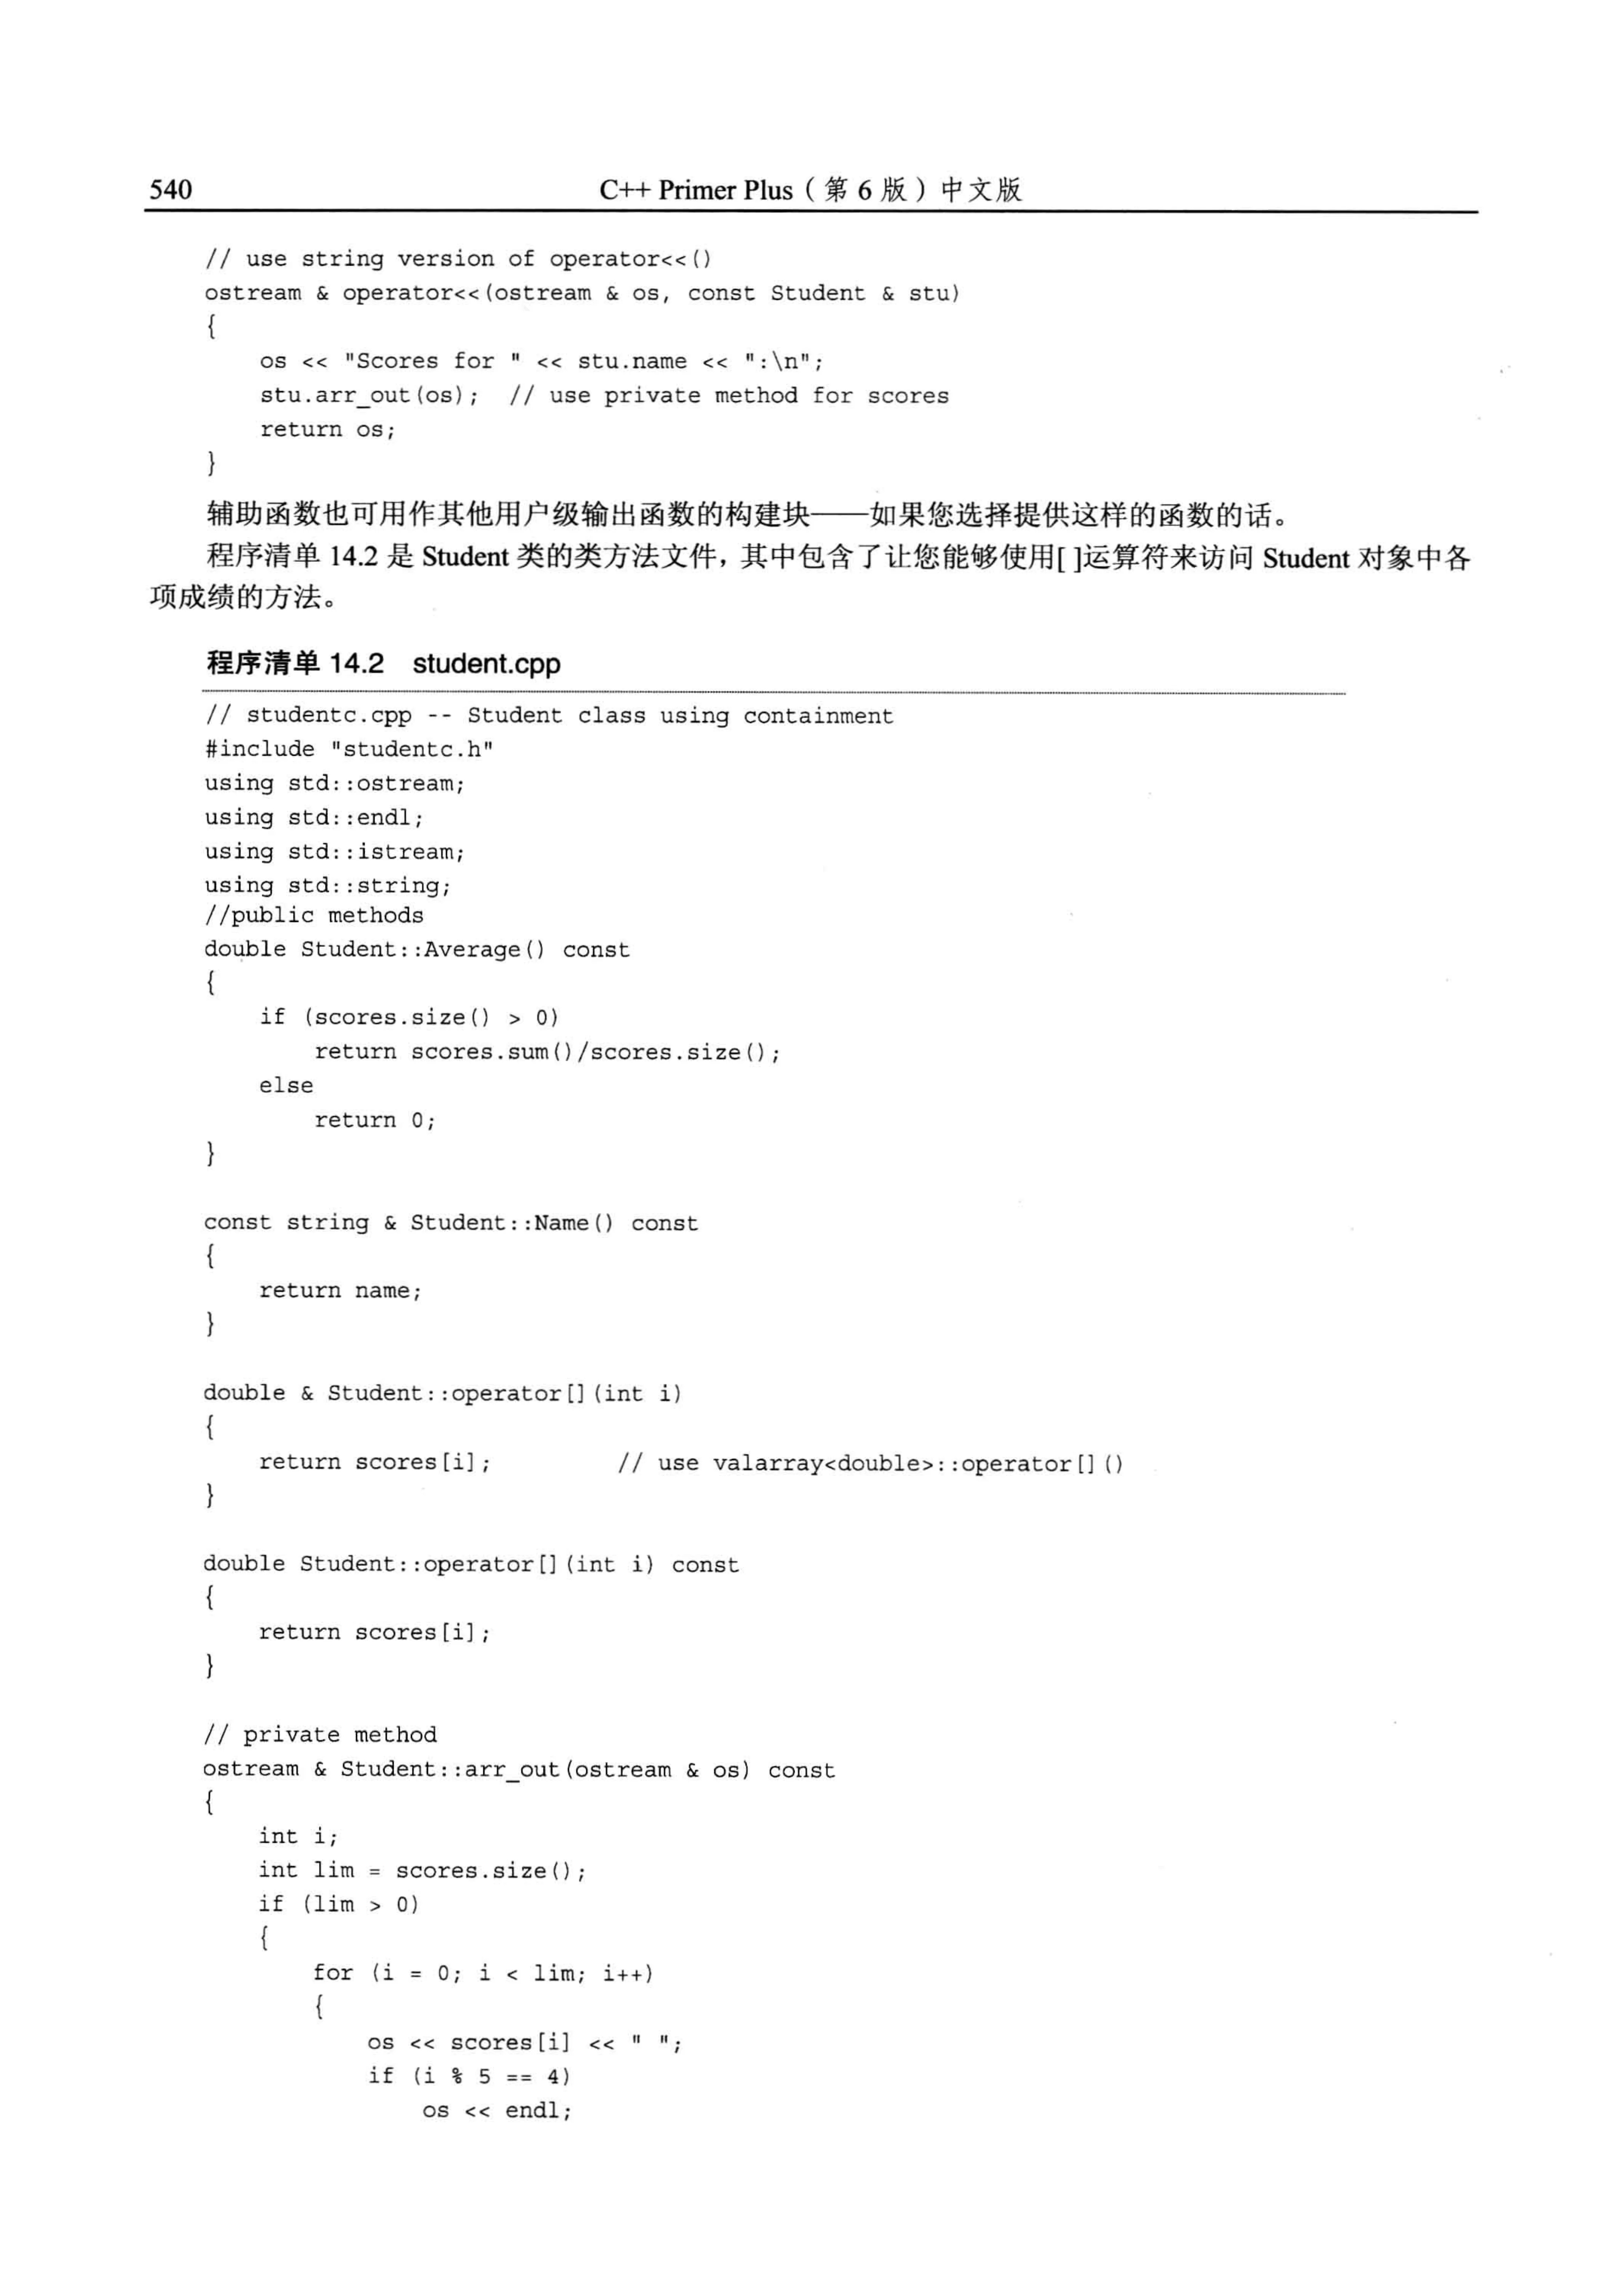 540
C++ Primer Plus（第 6 版）中文版
// use string version of operator<<()
ostream & operator<<(ostream & os, const Student & stu)
{
    os << "Scores for " << stu.name << ":\n";
    stu.arr_out(os);  // use private method for scores
    return os;
}
辅助函数也可用作其他用户级输出函数的构建块——如果您选择提供这样的函数的话。
程序清单 14.2 是 Student 类的类方法文件，其中包含了让您能够使用[ ]运算符来访问 Student 对象中各
项成绩的方法。
程序清单 14.2  student.cpp
// studentc.cpp -- Student class using containment
#include "studentc.h"
using std::ostream;
using std::endl;
using std::istream;
using std::string;
//public methods
double Student::Average() const
{
    if (scores.size() > 0)
        return scores.sum()/scores.size();
    else
        return 0;
}
const string & Student::Name() const
{
    return name;
}
double & Student::operator[](int i)
{
    return scores[i];         // use valarray<double>::operator[]()
}
double Student::operator[](int i) const
{
    return scores[i];
}
// private method
ostream & Student::arr_out(ostream & os) const
{
    int i;
    int lim = scores.size();
    if (lim > 0)
    {
        for (i = 0; i < lim; i++)
        {
            os << scores[i] << " ";
            if (i % 5 == 4)
                os << endl;